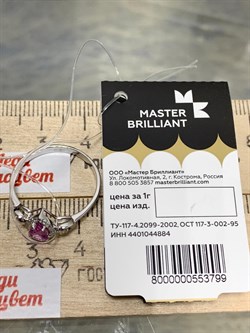 MASTER
BRILLIANT
ООО «Мастер Бриллиант»
Ул. Локомотивная, 2, г. Кострома, Россия
8 800 505 3857 masterbrilliant.com
цена за 1г
цена изд.
ТУ-117-4.2099-2002, ОСТ 117-3-002-95
ИНН 4401044884
8000000553799